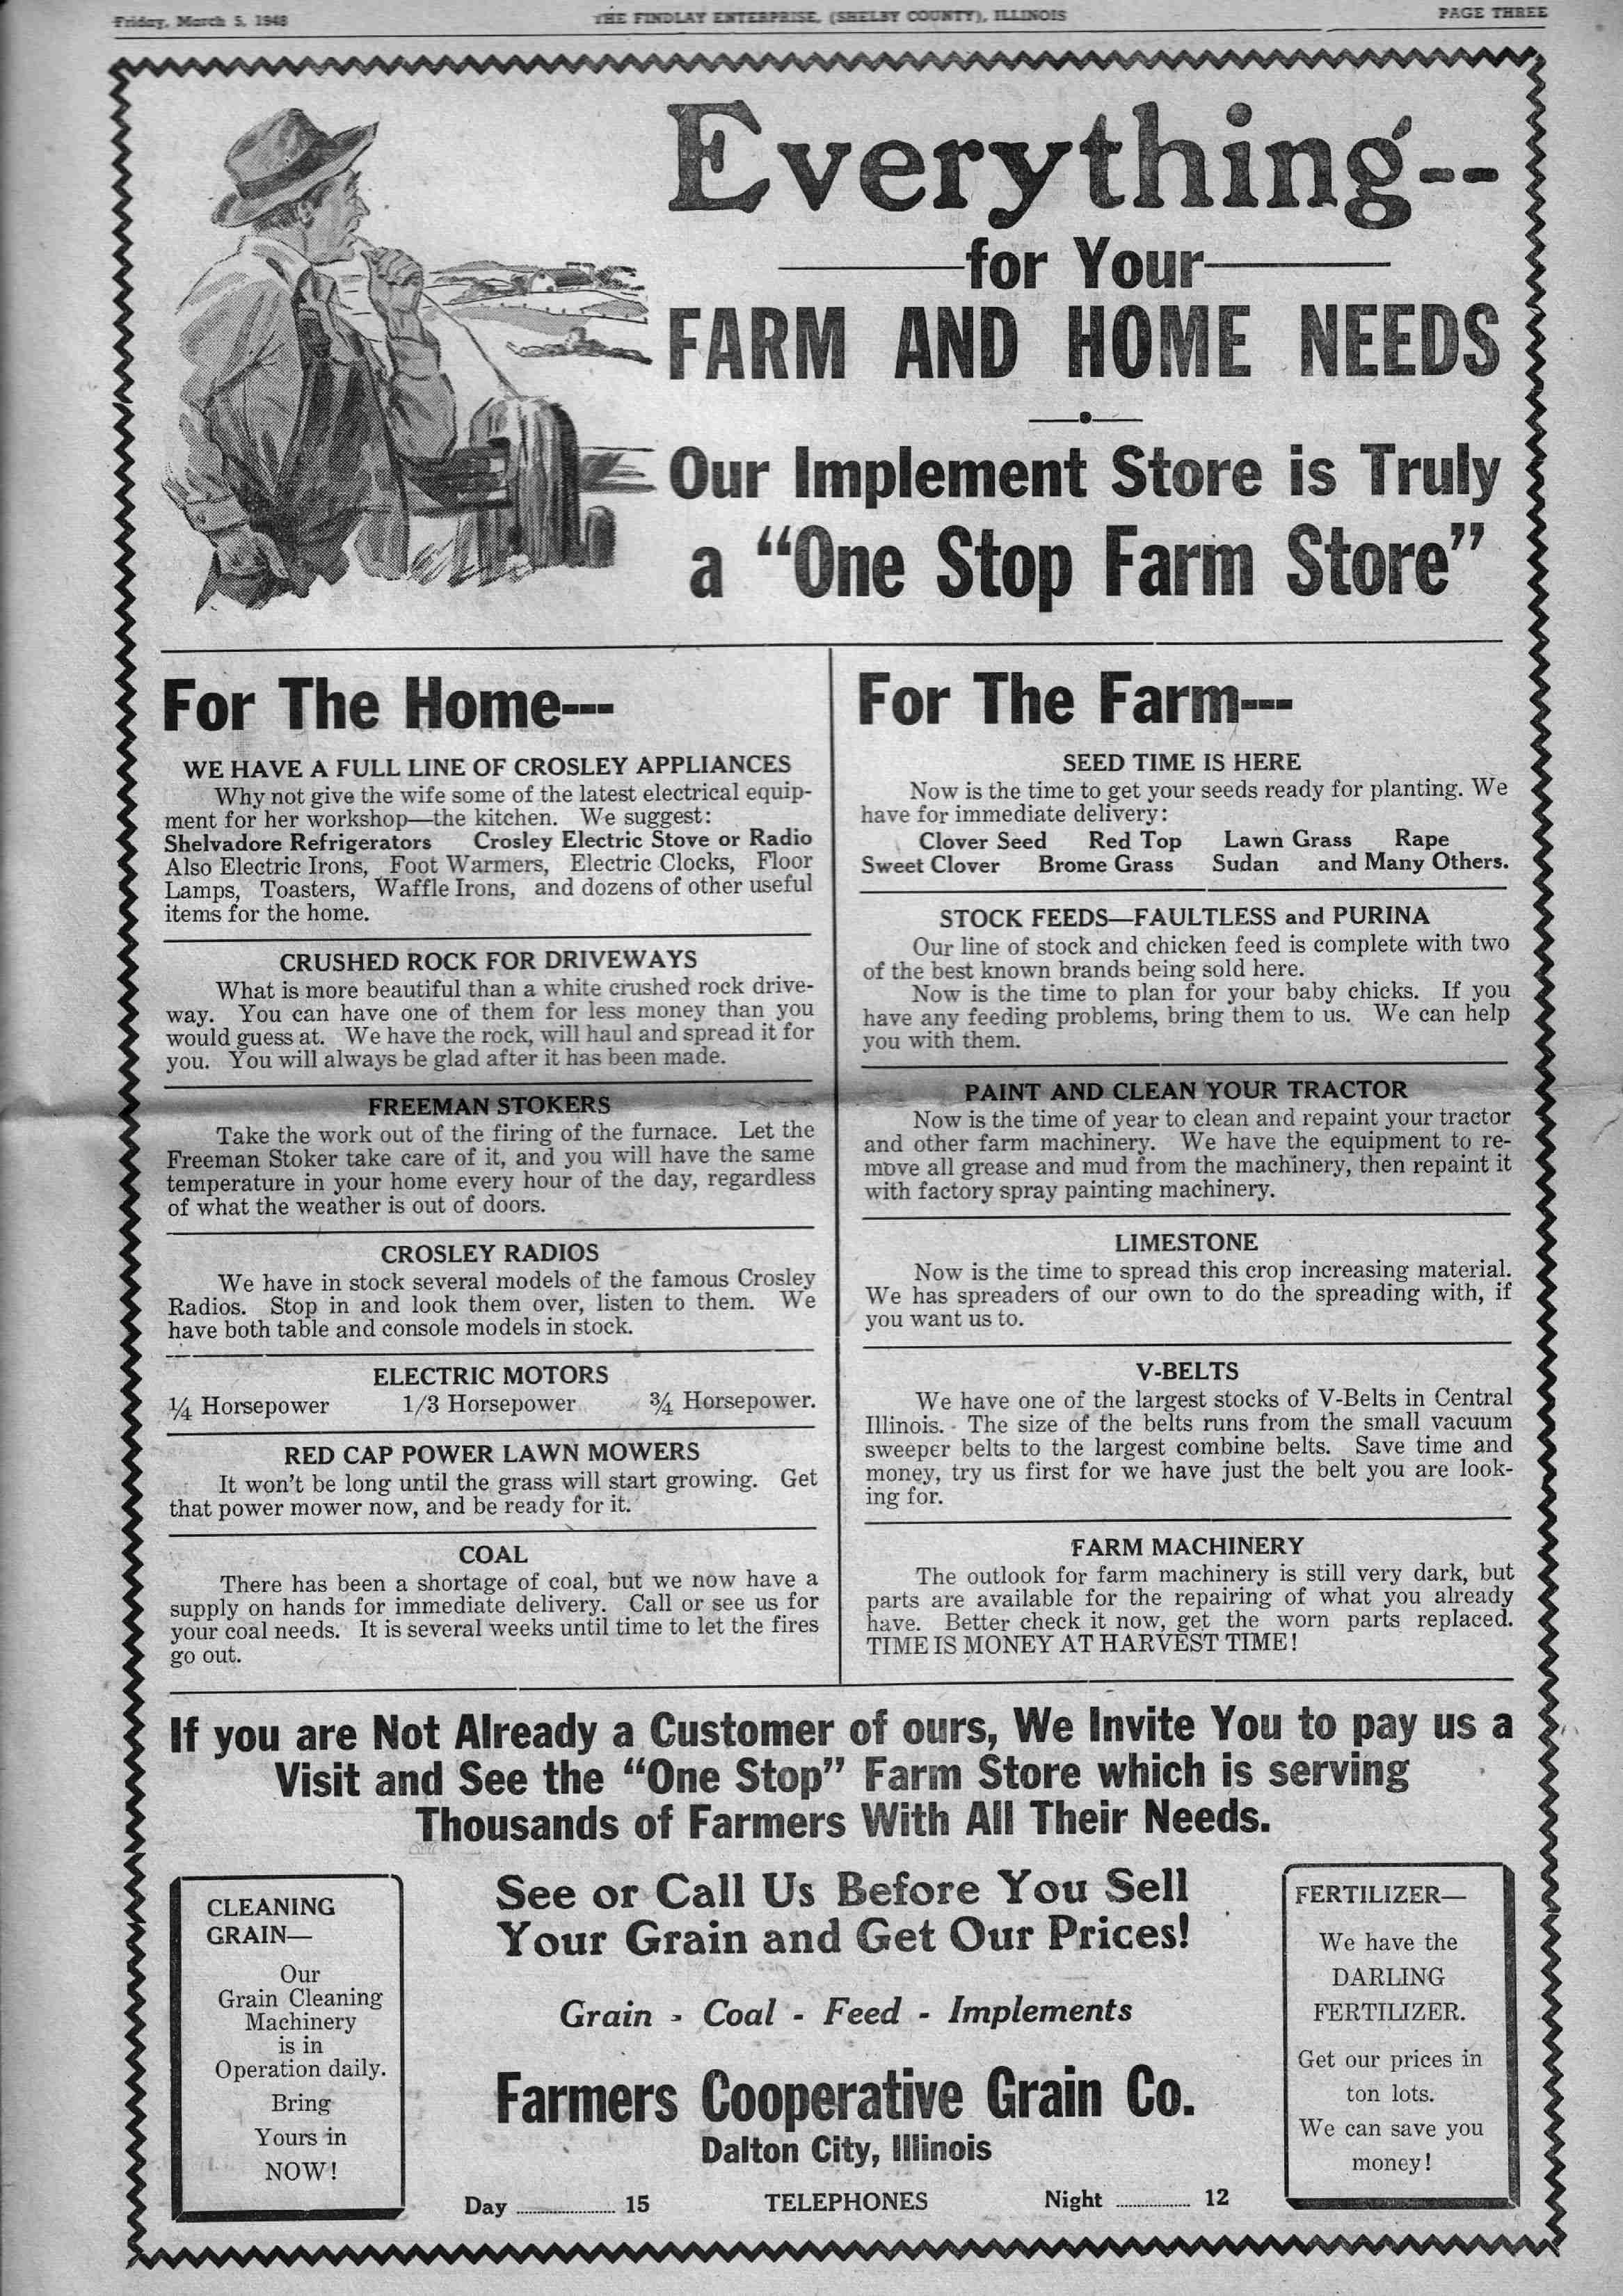 Friday, March 5, 1948
THE FINDLAY ENTERPRISE, (SHELBY COUNTY), ILLINOIS
PAGE THREE
Everything--
for Your
FARM AND HOME NEEDS
Our Implement Store is Truly
a "One Stop Farm Store"
For The Home---
WE HAVE A FULL LINE OF CROSLEY APPLIANCES
Why not give the wife some of the latest electrical equip-
ment for her workshop—the kitchen. We suggest:
Shelvadore Refrigerators Crosley Electric Stove or Radio
Also Electric Irons, Foot Warmers, Electric Clocks, Floor
Lamps, Toasters, Waffle Irons, and dozens of other useful
items for the home.
CRUSHED ROCK FOR DRIVEWAYS
What is more beautiful than a white crushed rock drive-
way. You can have one of them for less money than you
would guess at. We have the rock, will haul and spread it for
you. You will always be glad after it has been made.
FREEMAN STOKERS
Take the work out of the firing of the furnace. Let the
Freeman Stoker take care of it, and you will have the same
temperature in your home every hour of the day, regardless
of what the weather is out of doors.
CROSLEY RADIOS
We have in stock several models of the famous Crosley
Radios. Stop in and look them over, listen to them. We
have both table and console models in stock.
ELECTRIC MOTORS
¼ Horsepower 1/3 Horsepower ¾ Horsepower.
RED CAP POWER LAWN MOWERS
It won't be long until the grass will start growing. Get
that power mower now, and be ready for it.
COAL
There has been a shortage of coal, but we now have a
supply on hands for immediate delivery. Call or see us for
your coal needs. It is several weeks until time to let the fires
go out.
For The Farm---
SEED TIME IS HERE
Now is the time to get your seeds ready for planting. We
have for immediate delivery:
Clover Seed Red Top Lawn Grass Rape
Sweet Clover Brome Grass Sudan and Many Others.
STOCK FEEDS—FAULTLESS and PURINA
Our line of stock and chicken feed is complete with two
of the best known brands being sold here.
Now is the time to plan for your baby chicks. If you
have any feeding problems, bring them to us. We can help
you with them.
PAINT AND CLEAN YOUR TRACTOR
Now is the time of year to clean and repaint your tractor
and other farm machinery. We have the equipment to re-
move all grease and mud from the machinery, then repaint it
with factory spray painting machinery.
LIMESTONE
Now is the time to spread this crop increasing material.
We has spreaders of our own to do the spreading with, if
you want us to.
V-BELTS
We have one of the largest stocks of V-Belts in Central
Illinois. The size of the belts runs from the small vacuum
sweeper belts to the largest combine belts. Save time and
money, try us first for we have just the belt you are look-
ing for.
FARM MACHINERY
The outlook for farm machinery is still very dark, but
parts are available for the repairing of what you already
have. Better check it now, get the worn parts replaced.
TIME IS MONEY AT HARVEST TIME!
If you are Not Already a Customer of ours, We Invite You to pay us a
Visit and See the "One Stop" Farm Store which is serving
Thousands of Farmers With All Their Needs.
CLEANING
GRAIN—
Our
Grain Cleaning
Machinery
is in
Operation daily.
Bring
Yours in
NOW!
See or Call Us Before You Sell
Your Grain and Get Our Prices!
Grain - Coal - Feed - Implements
Farmers Cooperative Grain Co.
Dalton City, Illinois
Day .................... 15 TELEPHONES Night ................ 12
FERTILIZER—
We have the
DARLING
FERTILIZER.
Get our prices in
ton lots.
We can save you
money!